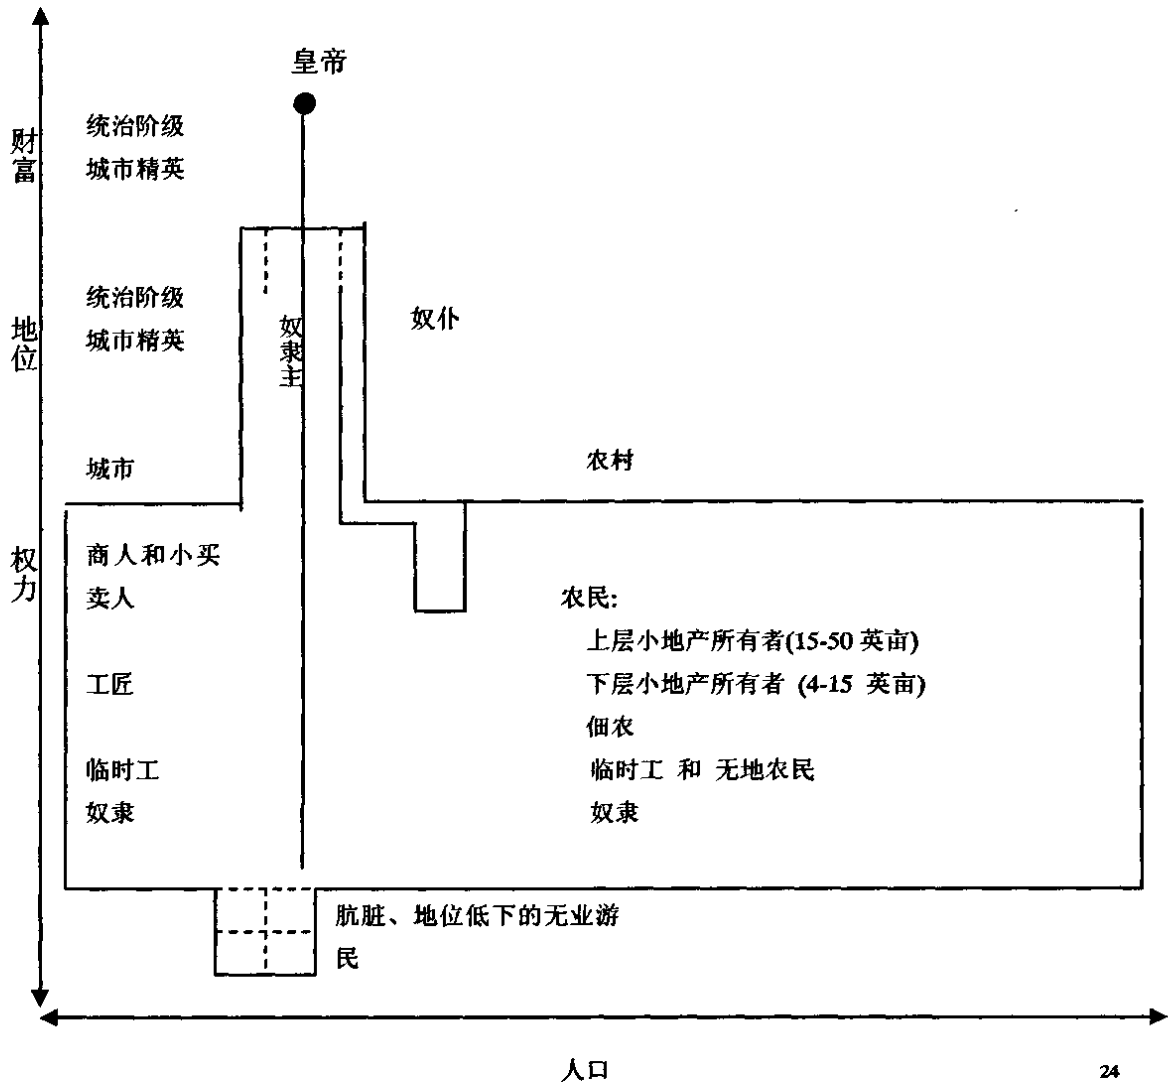 皇帝
统治阶级
城市精英
财富
统治阶级
城市精英
地位
奴隶主
奴仆
城市
农村
权力
商人和小买
卖人
工匠
临时工
奴隶
农民:
上层小地产所有者(15-50 英亩)
下层小地产所有者 (4-15 英亩)
佃农
临时工 和 无地农民
奴隶
肮脏、地位低下的无业游
民
人口
24